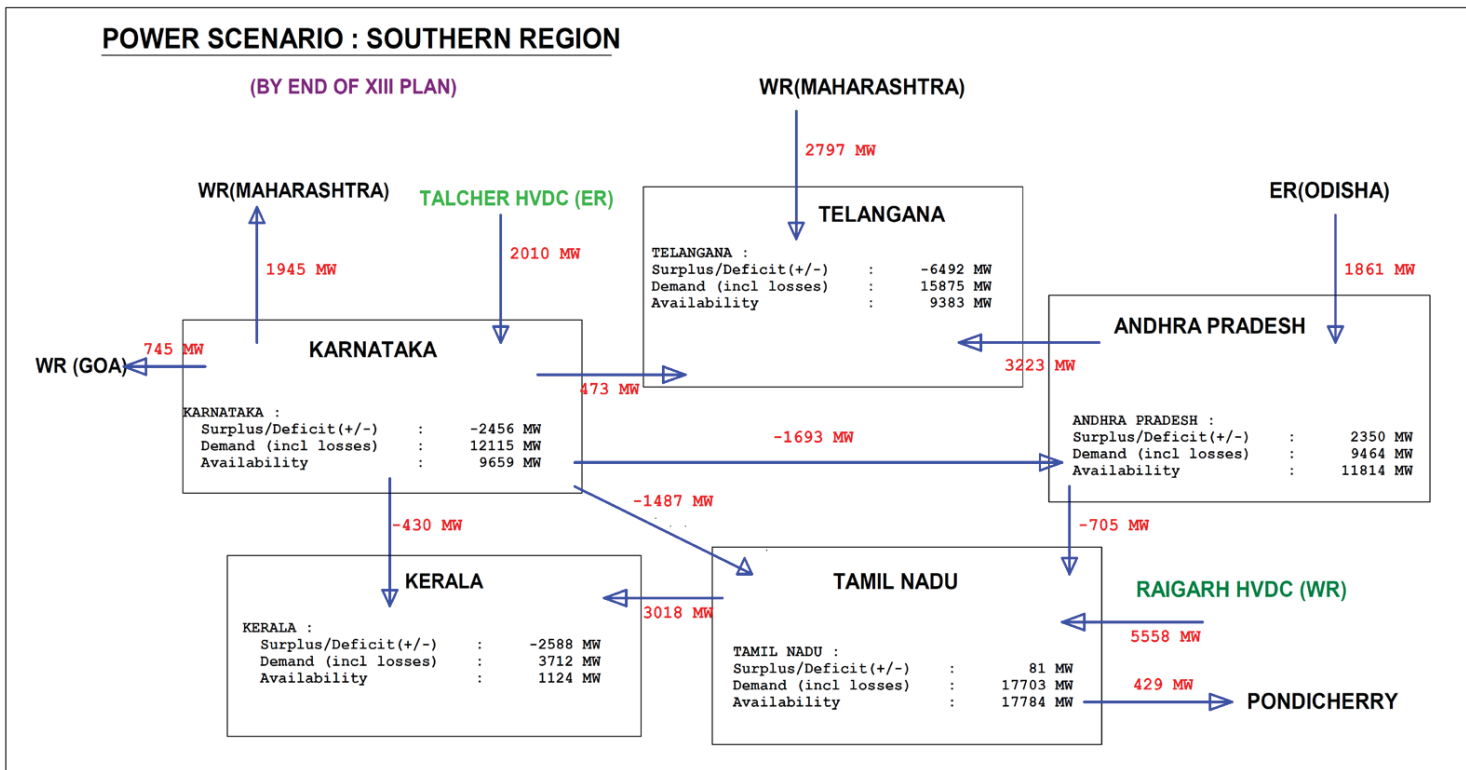 POWER SCENARIO : SOUTHERN REGION
(BY END OF XIII PLAN)
WR(MAHARASHTRA)
2797 MW
WR(MAHARASHTRA)
TALCHER HVDC (ER)
ER(ODISHA)
1945 MW
2010 MW
1861 MW
TELANGANA
TELANGANA :
Surplus/Deficit(+/-) : -6492 MW
Demand (incl losses) : 15875 MW
Availability : 9383 MW
WR (GOA)
745 MW
473 MW
3223 MW
KARNATAKA
KARNATAKA :
Surplus/Deficit(+/-) : -2456 MW
Demand (incl losses) : 12115 MW
Availability : 9659 MW
-1693 MW
ANDHRA PRADESH
ANDHRA PRADESH :
Surplus/Deficit(+/-) : 2350 MW
Demand (incl losses) : 9464 MW
Availability : 11814 MW
-430 MW
-1487 MW
-705 MW
KERALA
KERALA :
Surplus/Deficit(+/-) : -2588 MW
Demand (incl losses) : 3712 MW
Availability : 1124 MW
3018 MW
TAMIL NADU
TAMIL NADU :
Surplus/Deficit(+/-) : 81 MW
Demand (incl losses) : 17703 MW
Availability : 17784 MW
RAIGARH HVDC (WR)
5558 MW
429 MW
PONDICHERRY